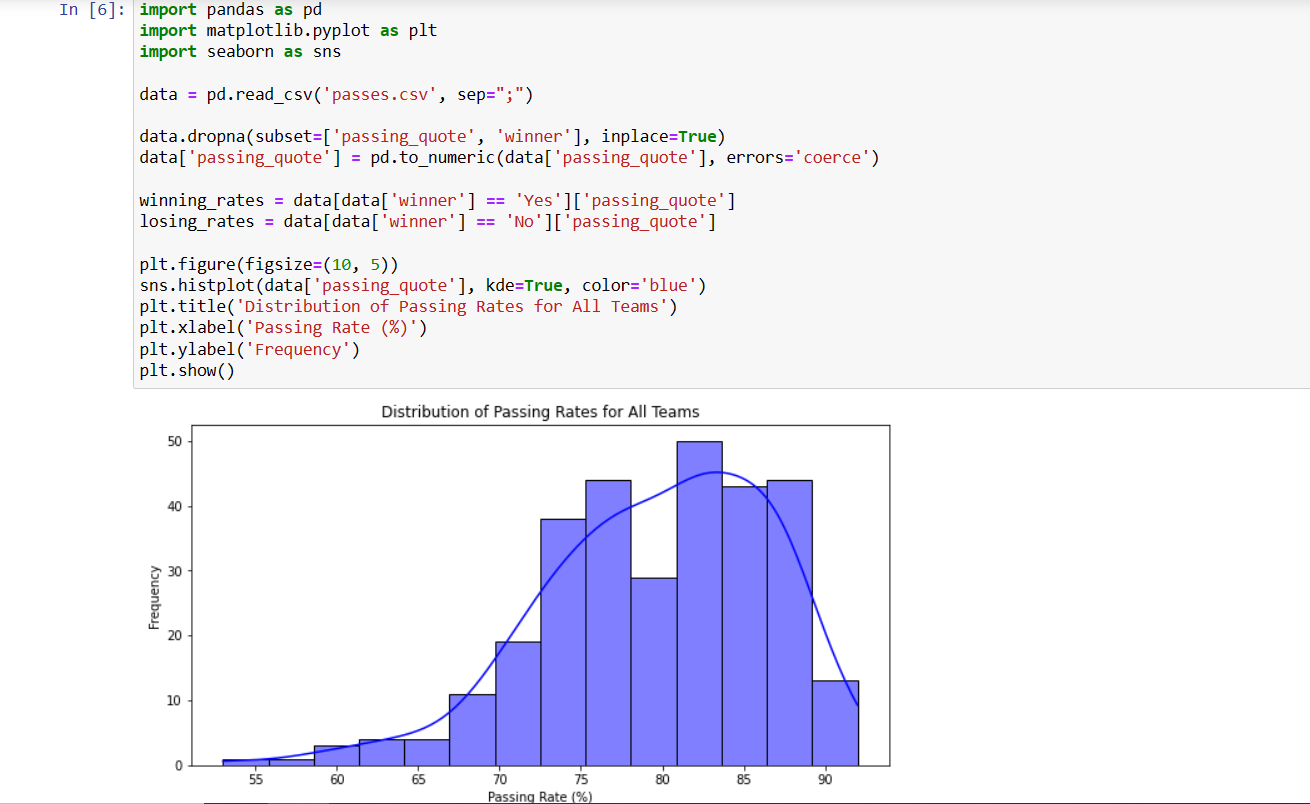 In [6]: import pandas as pd
import matplotlib.pyplot as plt
import seaborn as sns
data = pd.read_csv('passes.csv', sep=";")
data.dropna(subset=['passing_quote', 'winner'], inplace=True)
data['passing_quote'] = pd.to_numeric(data['passing_quote'], errors='coerce')
winning_rates = data[data['winner'] == 'Yes']['passing_quote']
losing_rates = data[data['winner'] == 'No']['passing_quote']
plt.figure(figsize=(10, 5))
sns.histplot(data['passing_quote'], kde=True, color='blue')
plt.title('Distribution of Passing Rates for All Teams')
plt.xlabel('Passing Rate (%)')
plt.ylabel('Frequency')
plt.show()
Distribution of Passing Rates for All Teams
50
40
30
20
10
0
Frequency
55 60 65 70 75 80 85 90
Passing Rate (%)